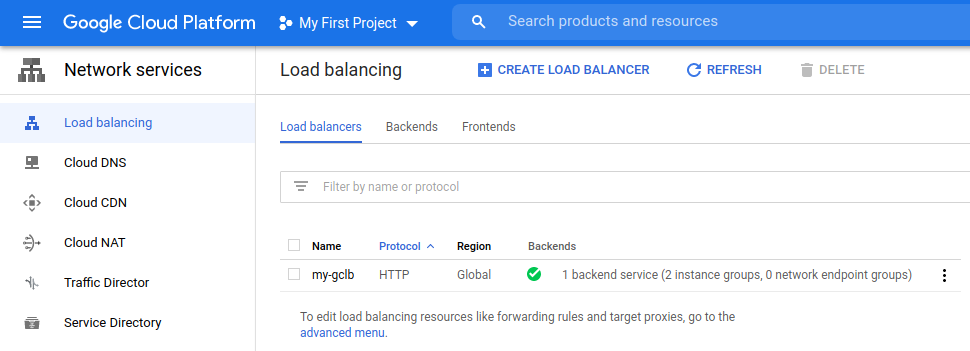 Google Cloud Platform My First Project Search products and resources
Network services
Load balancing CREATE LOAD BALANCER REFRESH DELETE
Load balancing
Cloud DNS
Cloud CDN
Cloud NAT
Traffic Director
Service Directory
Load balancers Backends Frontends
Filter by name or protocol
Name Protocol Region Backends
my-gclb HTTP Global 1 backend service (2 instance groups, 0 network endpoint groups)
To edit load balancing resources like forwarding rules and target proxies, go to the
advanced menu.